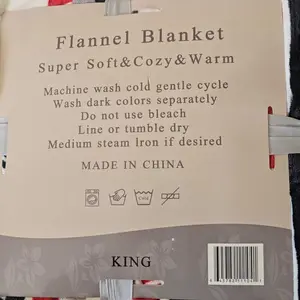 Flannel Blanket
Super Soft&Cozy&Warm
Machine wash cold gentle cycle
Wash dark colors separately
Do not use bleach
Line or tumble dry
Medium steam lron if desired
MADE IN CHINA
KING